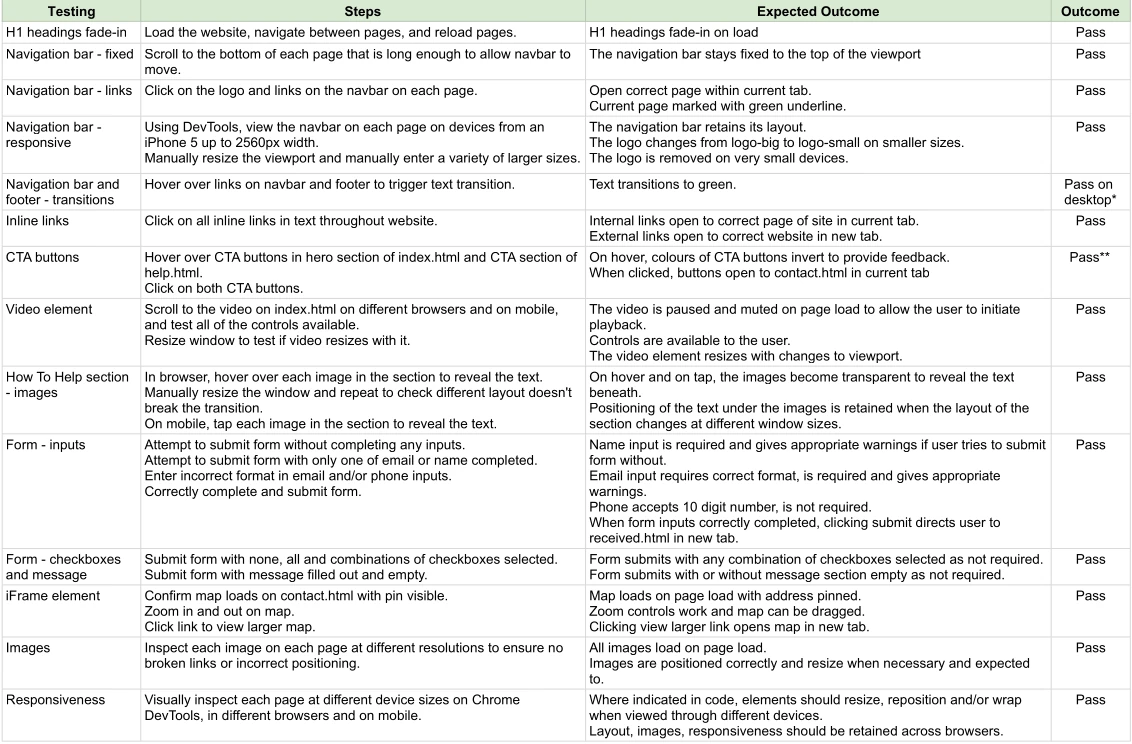 Testing Steps Expected Outcome Outcome
H1 headings fade-in Load the website, navigate between pages, and reload pages. H1 headings fade-in on load Pass
Navigation bar - fixed Scroll to the bottom of each page that is long enough to allow navbar to The navigation bar stays fixed to the top of the viewport Pass
move.
Navigation bar - links Click on the logo and links on the navbar on each page. Open correct page within current tab. Pass
Current page marked with green underline.
Navigation bar - Using DevTools, view the navbar on each page on devices from an The navigation bar retains its layout. Pass
responsive iPhone 5 up to 2560px width. The logo changes from logo-big to logo-small on smaller sizes.
Manually resize the viewport and manually enter a variety of larger sizes. The logo is removed on very small devices.
Navigation bar and Hover over links on navbar and footer to trigger text transition. Text transitions to green. Pass on
footer - transitions desktop*
Inline links Click on all inline links in text throughout website. Internal links open to correct page of site in current tab. Pass
External links open to correct website in new tab.
CTA buttons Hover over CTA buttons in hero section of index.html and CTA section of On hover, colours of CTA buttons invert to provide feedback. Pass**
help.html. When clicked, buttons open to contact.html in current tab
Click on both CTA buttons.
Video element Scroll to the video on index.html on different browsers and on mobile, The video is paused and muted on page load to allow the user to initiate Pass
and test all of the controls available. playback.
Resize window to test if video resizes with it. Controls are available to the user.
The video element resizes with changes to viewport.
How To Help section In browser, hover over each image in the section to reveal the text. On hover and on tap, the images become transparent to reveal the text Pass
- images Manually resize the window and repeat to check different layout doesn't beneath.
break the transition. Positioning of the text under the images is retained when the layout of the
On mobile, tap each image in the section to reveal the text. section changes at different window sizes.
Form - inputs Attempt to submit form without completing any inputs. Name input is required and gives appropriate warnings if user tries to submit Pass
Attempt to submit form with only one of email or name completed. form without.
Enter incorrect format in email and/or phone inputs. Email input requires correct format, is required and gives appropriate
Correctly complete and submit form. warnings.
Phone accepts 10 digit number, is not required.
When form inputs correctly completed, clicking submit directs user to
received.html in new tab.
Form - checkboxes Submit form with none, all and combinations of checkboxes selected. Form submits with any combination of checkboxes selected as not required. Pass
and message Submit form with message filled out and empty. Form submits with or without message section empty as not required.
iFrame element Confirm map loads on contact.html with pin visible. Map loads on page load with address pinned. Pass
Zoom in and out on map. Zoom controls work and map can be dragged.
Click link to view larger map. Clicking view larger link opens map in new tab.
Images Inspect each image on each page at different resolutions to ensure no All images load on page load. Pass
broken links or incorrect positioning. Images are positioned correctly and resize when necessary and expected
to.
Responsiveness Visually inspect each page at different device sizes on Chrome Where indicated in code, elements should resize, reposition and/or wrap Pass
DevTools, in different browsers and on mobile. when viewed through different devices.
Layout, images, responsiveness should be retained across browsers.